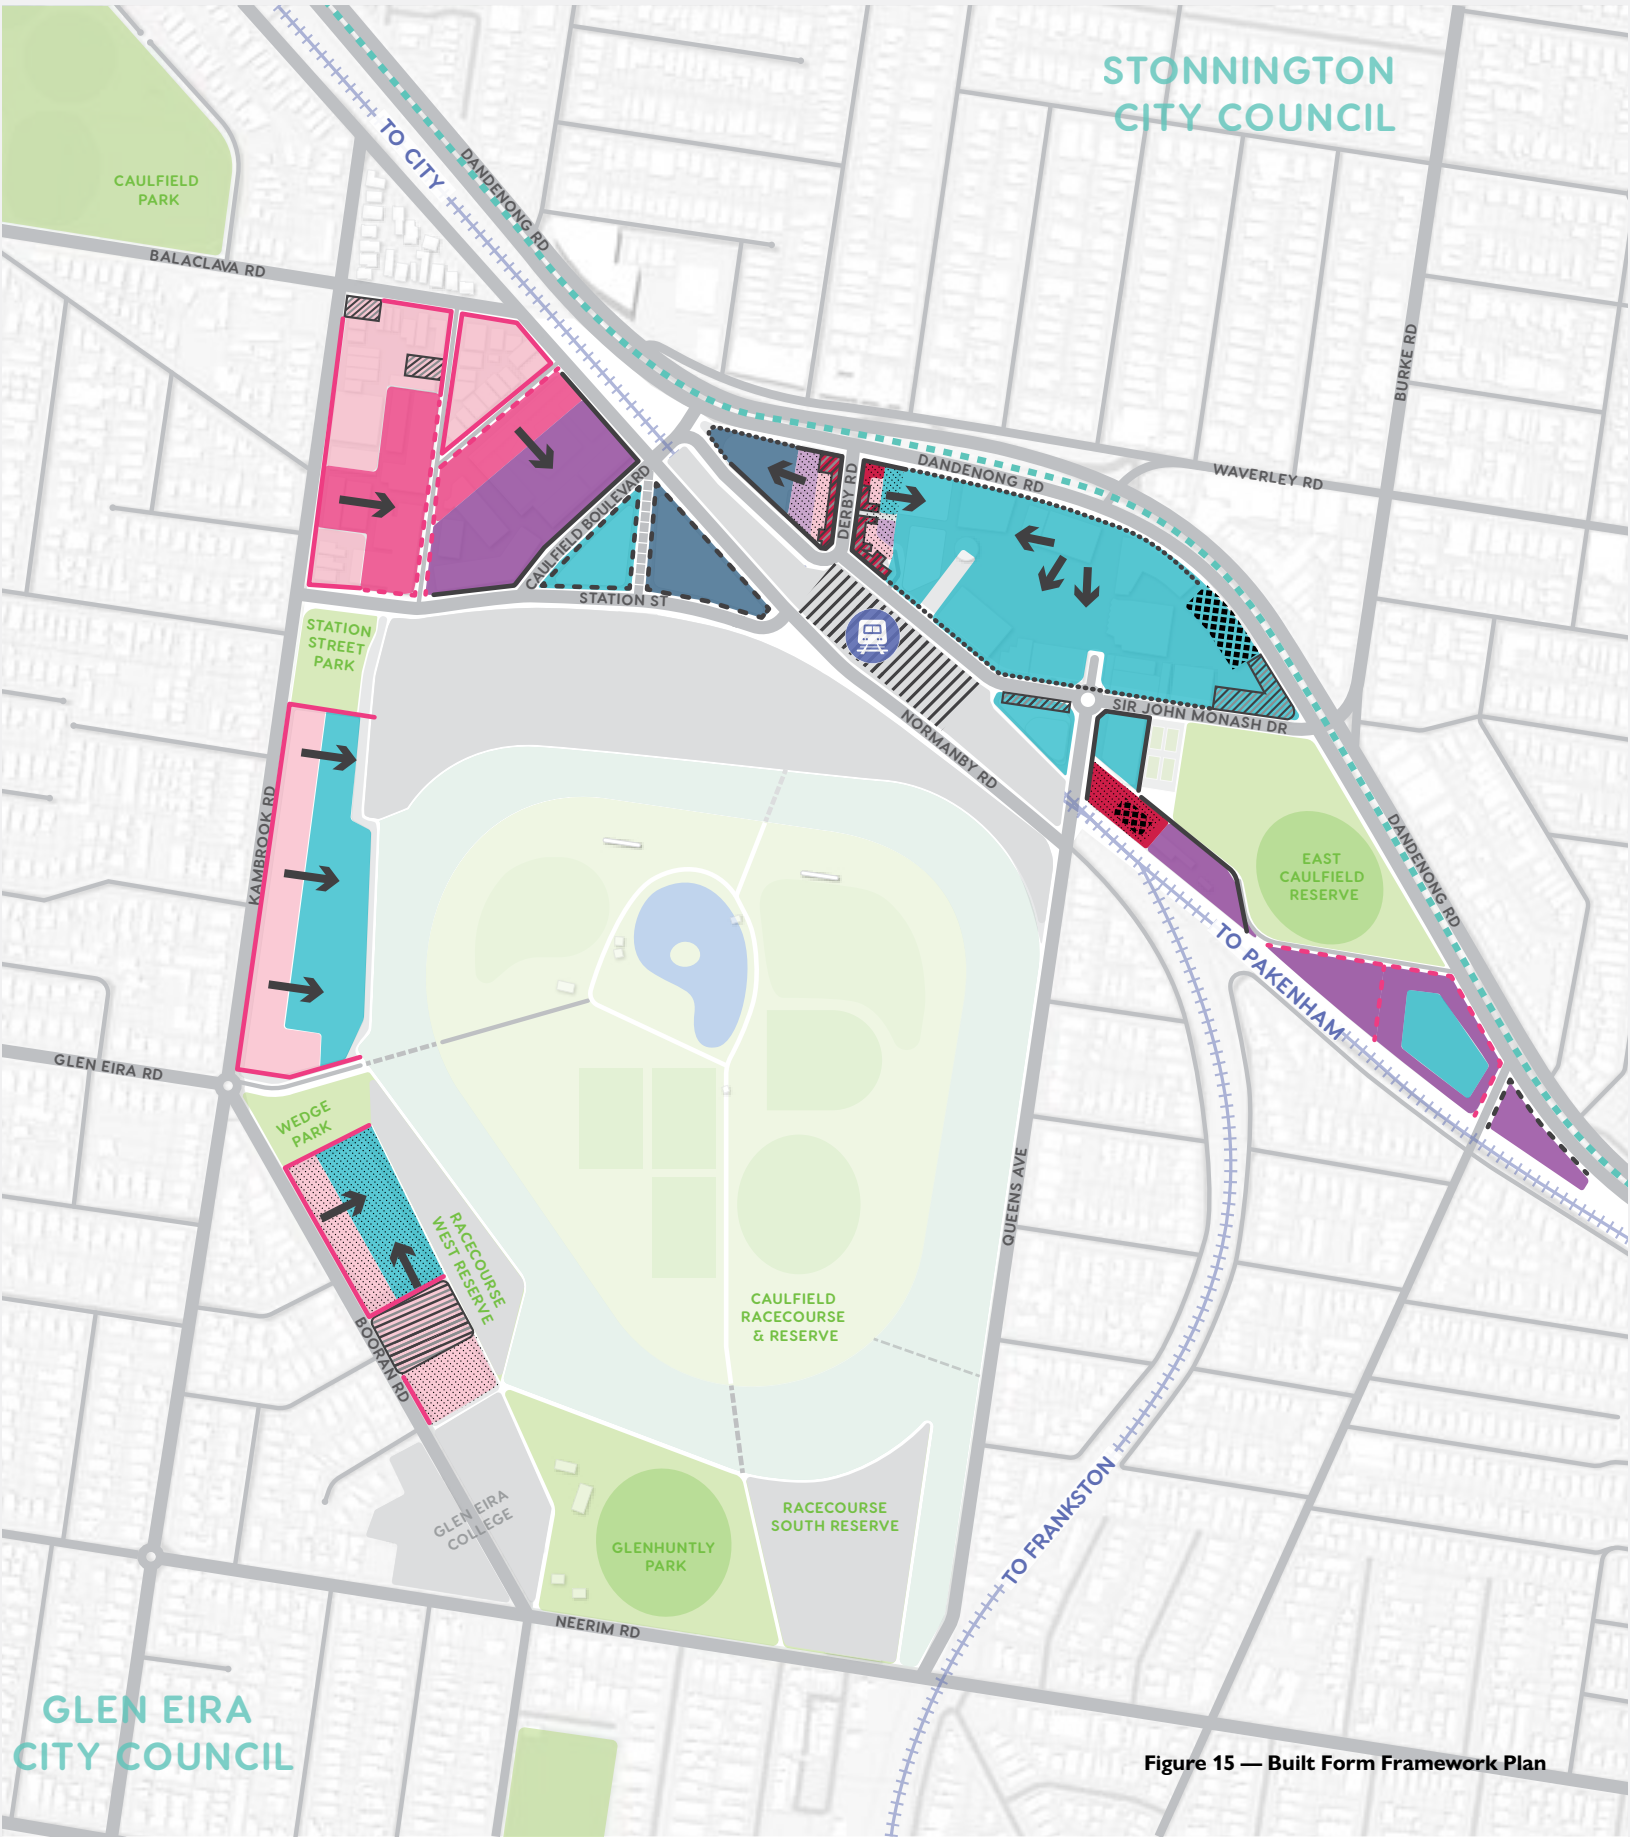 STONNINGTON
CITY COUNCIL
TO CITY
DANDENONG RD
CAULFIELD
PARK
BALACLAVA RD
BURKE RD
WAVERLEY RD
DANDENONG RD
DERBY RD
CAULFIELD BOULEVARD
STATION ST
STATION
STREET
PARK
SIR JOHN MONASH DR
NORMANBY RD
KAMBROOK RD
DANDENONG RD
EAST
CAULFIELD
RESERVE
TO PAKENHAM
GLEN EIRA RD
WEDGE
PARK
QUEENS AVE
RACECOURSE
WEST RESERVE
CAULFIELD
RACECOURSE
& RESERVE
BOORAN RD
GLEN EIRA
COLLEGE
RACECOURSE
SOUTH RESERVE
TO FRANKSTON
GLENHUNTLY
PARK
NEERIM RD
GLEN EIRA
CITY COUNCIL
Figure 15 — Built Form Framework Plan